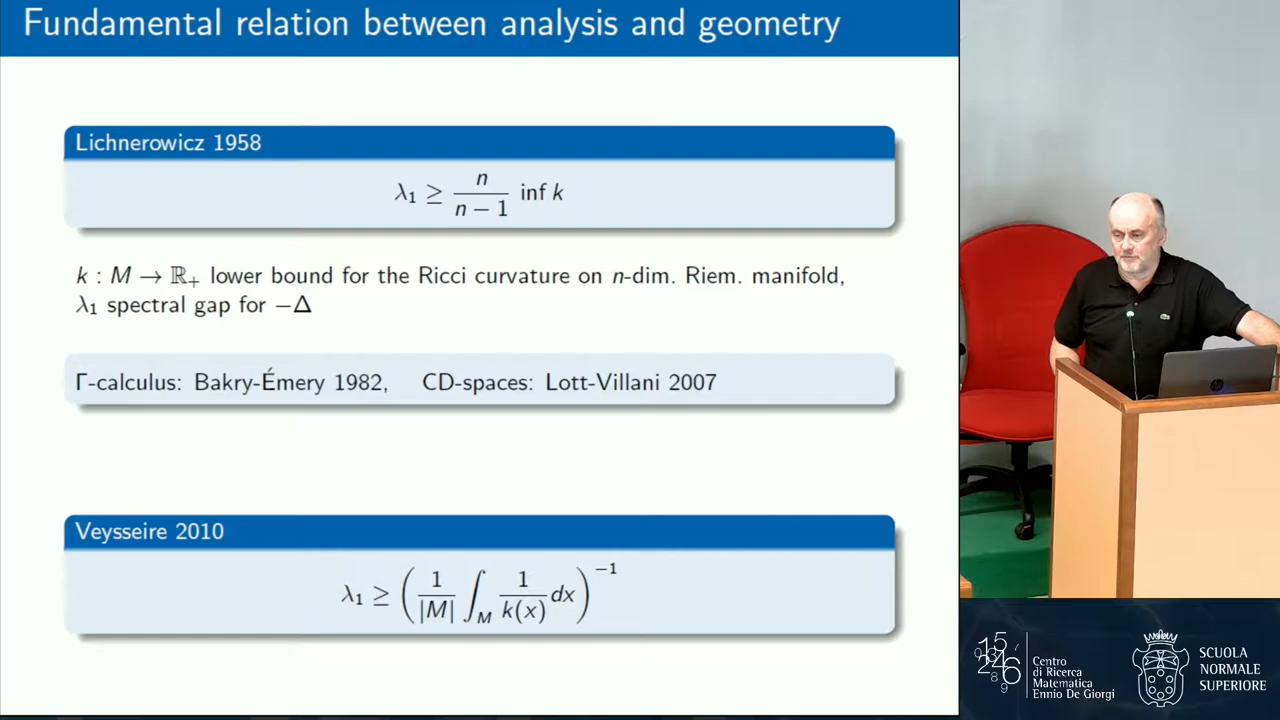 Fundamental relation between analysis and geometry
Lichnerowicz 1958
λ₁ ≥ n/(n − 1) inf k
k : M → ℝ₊ lower bound for the Ricci curvature on n-dim. Riem. manifold,
λ₁ spectral gap for −Δ
Γ-calculus: Bakry-Émery 1982, CD-spaces: Lott-Villani 2007
Veysseire 2010
λ₁ ≥ (1/|M| ∫_M 1/k(x) dx)⁻¹
Centro
di Ricerca
Matematica
Ennio De Giorgi
SCUOLA
NORMALE
SUPERIORE